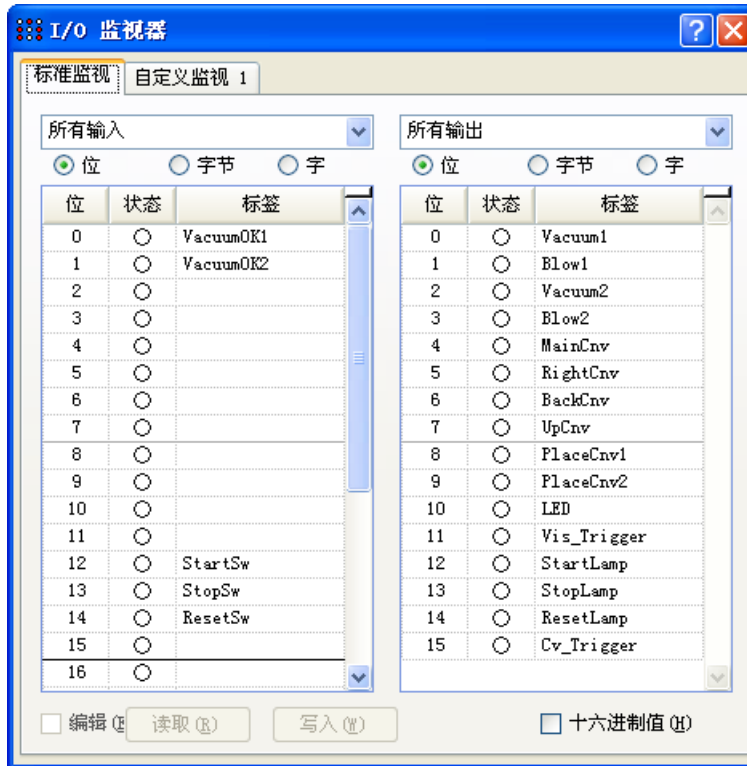 I/O 监视器
标准监视 自定义监视 1
所有输入 所有输出
位 字节 字 位 字节 字
位 状态 标签 位 状态 标签
0 VacuumOK1 0 Vacuum1
1 VacuumOK2 1 Blow1
2 2 Vacuum2
3 3 Blow2
4 4 MainCnv
5 5 RightCnv
6 6 BackCnv
7 7 UpCnv
8 8 PlaceCnv1
9 9 PlaceCnv2
10 10 LED
11 11 Vis_Trigger
12 StartSw 12 StartLamp
13 StopSw 13 StopLamp
14 ResetSw 14 ResetLamp
15 15 Cv_Trigger
16
编辑 读取(R) 写入(W) 十六进制值(H)